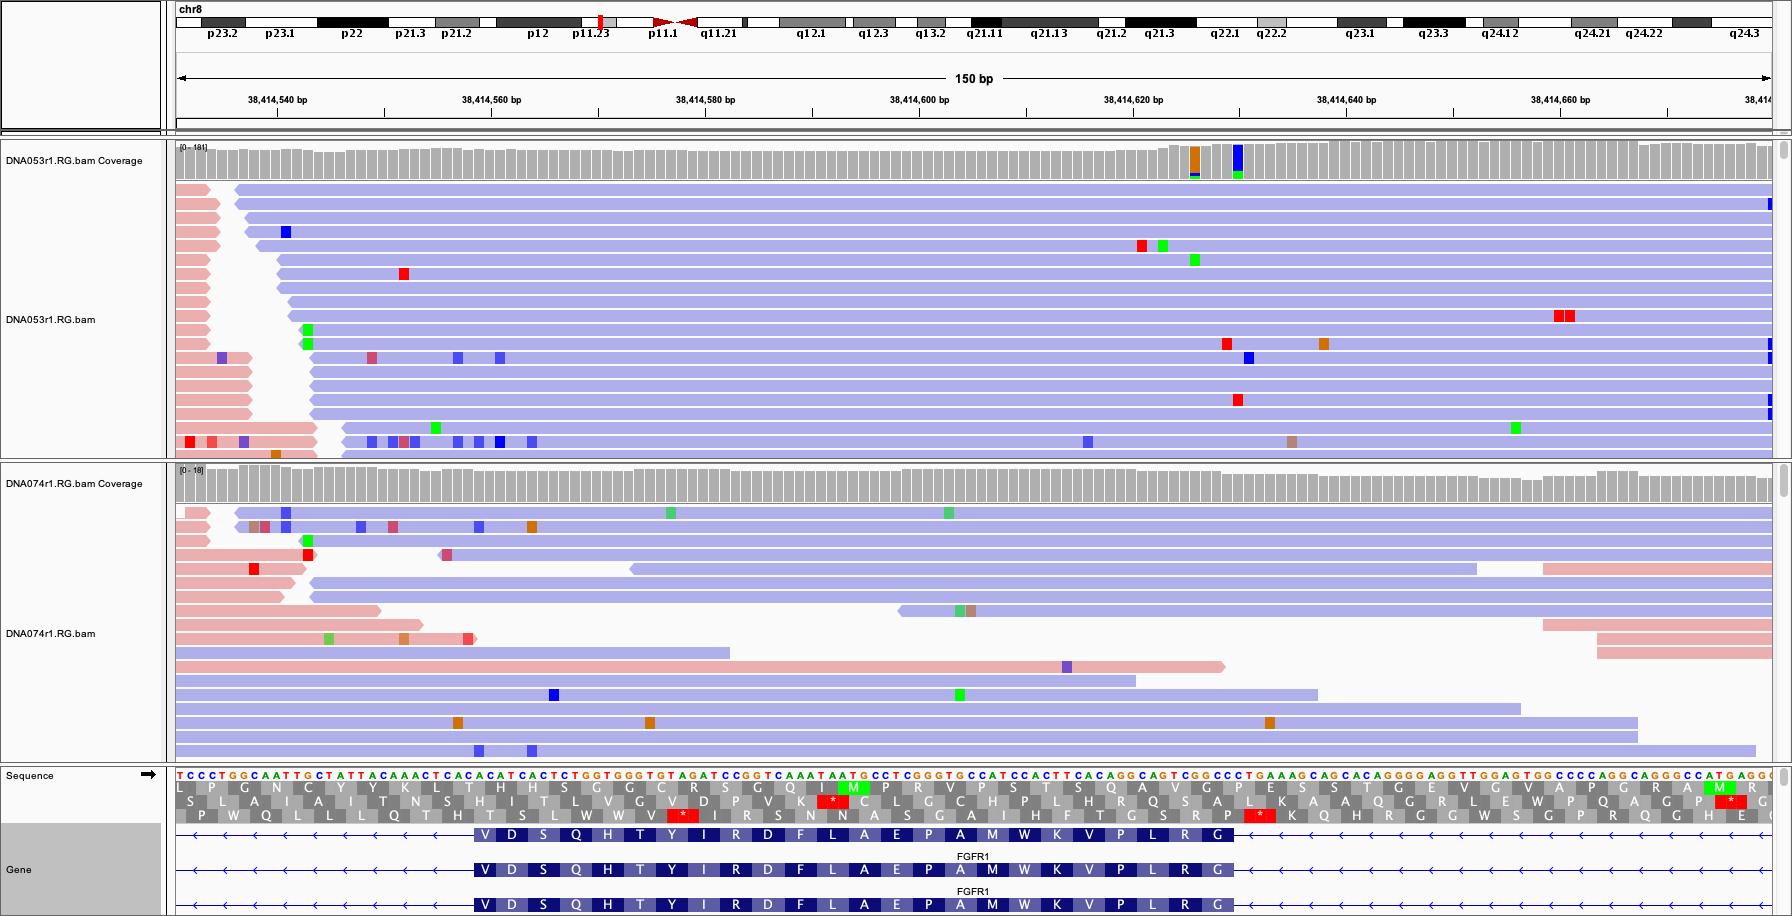 chr8
p23.2 p23.1 p22 p21.3 p21.2 p12 p11.23 p11.1 q11.21 q12.1 q12.3 q13.2 q21.11 q21.13 q21.2 q21.3 q22.1 q22.2 q23.1 q23.3 q24.12 q24.21 q24.22 q24.3
150 bp
38,414,540 bp 38,414,560 bp 38,414,580 bp 38,414,600 bp 38,414,620 bp 38,414,640 bp 38,414,660 bp 38,414
DNA053r1.RG.bam Coverage
[0 - 181]
DNA053r1.RG.bam
DNA074r1.RG.bam Coverage
[0 - 18]
DNA074r1.RG.bam
Sequence
TCCCTGGCAATTGCTATTACAAACTCACACATCACTCTGGTGGGTGTAGATCCGGTCAAATAATGCCTCGGGTGCCATCCACTTCACAGGCAGTCGGCCCTGAAAGCAGCACAGGGGAGGTTGGAGTGGCCCCAGGCAGGGCCATGAGGG
L P G N C Y Y K L T H H S G G C R S G Q I M P R V P S T S Q A V G P E S S T G E V G V A P G R A M R
S L A I A I T N S H I T L V G V D P V K * C L G C H P L H R Q S A L K A A Q G R L E W P Q A G P * G
P W Q L L L Q T H T S L W W V * I R S N N A S G A I H F T G S R P * K Q H R G G W S G P R Q G H E
Gene
V D S Q H T Y I R D F L A E P A M W K V P L R G
FGFR1
V D S Q H T Y I R D F L A E P A M W K V P L R G
FGFR1
V D S Q H T Y I R D F L A E P A M W K V P L R G